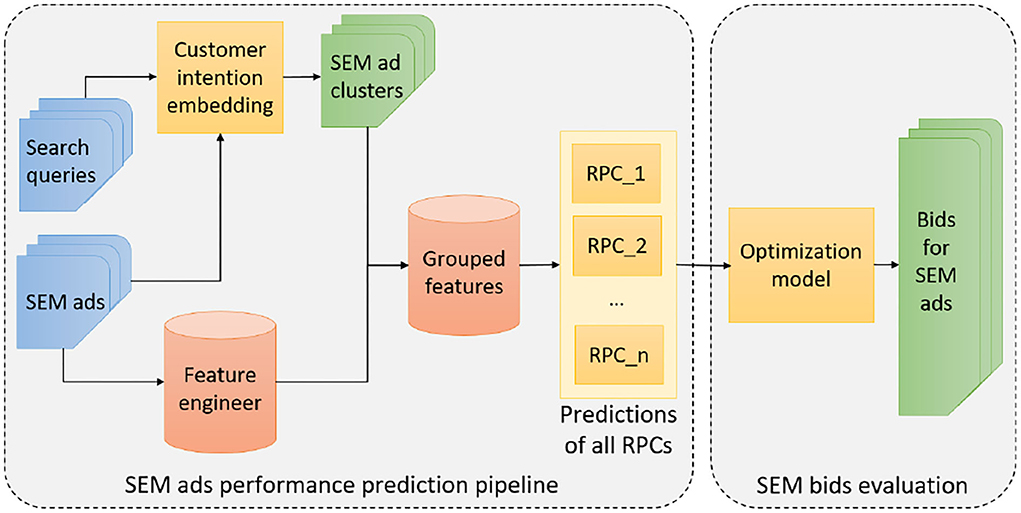 Customer
intention
embedding
SEM ad
clusters
Search
queries
SEM ads
Feature
engineer
Grouped
features
RPC_1
RPC_2
...
RPC_n
Predictions
of all RPCs
SEM ads performance prediction pipeline
Optimization
model
Bids
for
SEM
ads
SEM bids evaluation